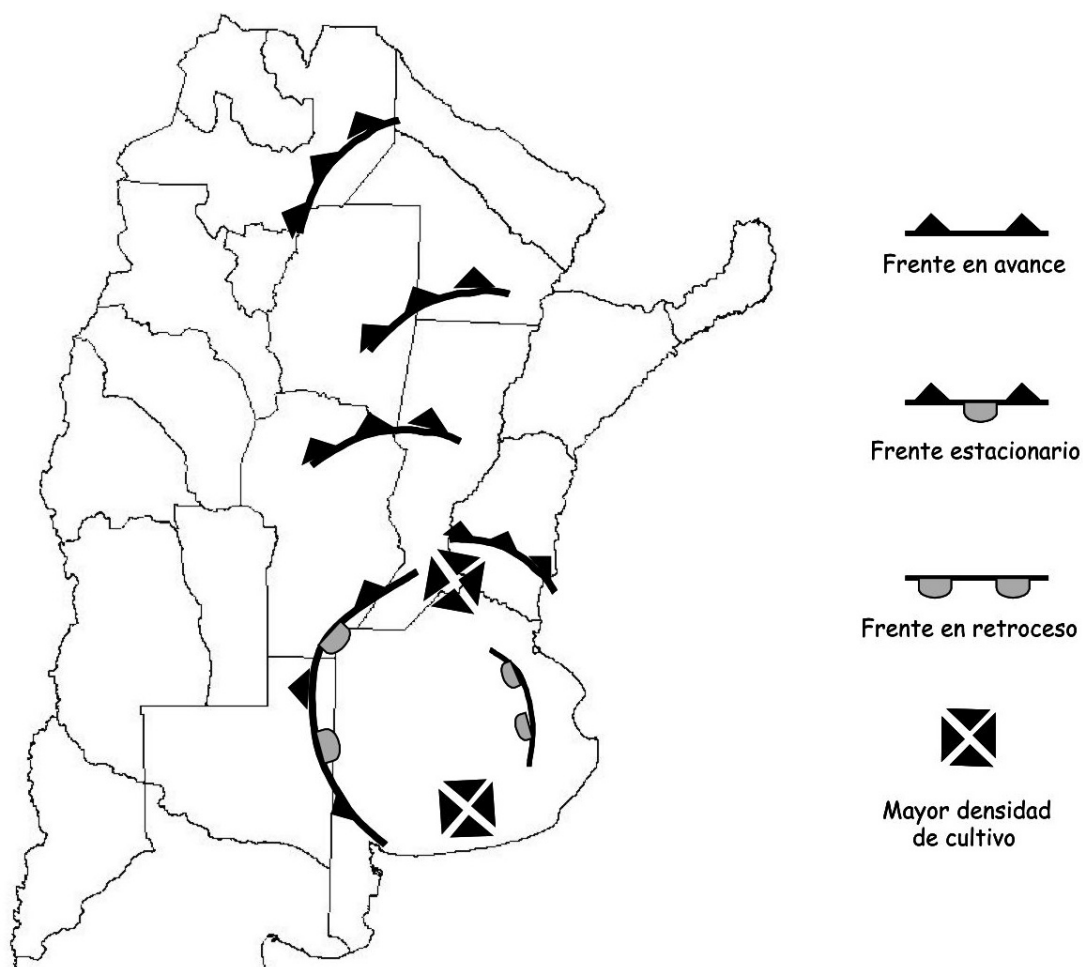 Frente en avance
Frente estacionario
Frente en retroceso
Mayor densidad
de cultivo